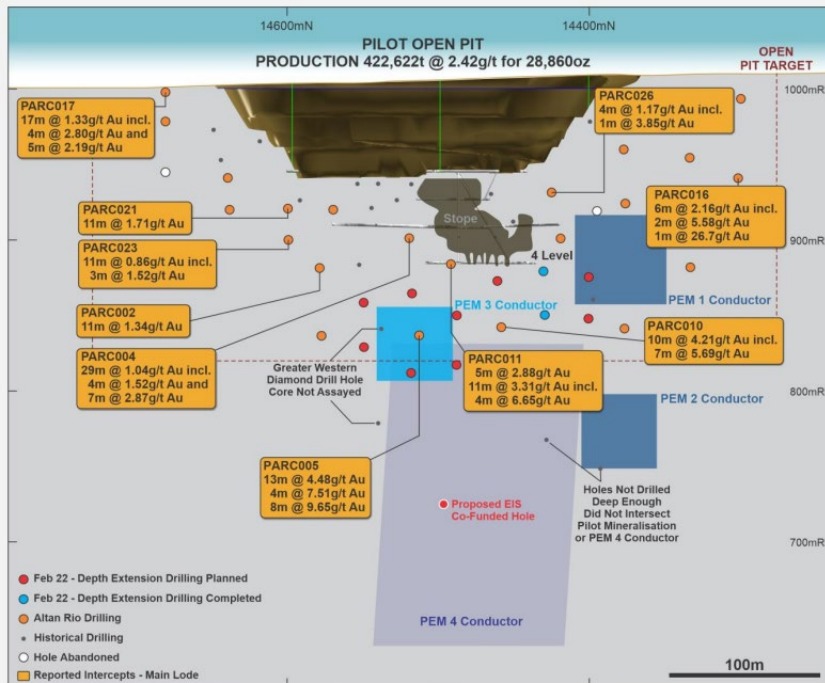 14600mN
14400mN
PILOT OPEN PIT
PRODUCTION 422,622t @ 2.42g/t for 28,860oz
OPEN
PIT TARGET
1000mR
PARC017
17m @ 1.33g/t Au incl.
4m @ 2.80g/t Au and
5m @ 2.19g/t Au
PARC026
4m @ 1.17g/t Au incl.
1m @ 3.85g/t Au
PARC016
6m @ 2.16g/t Au incl.
2m @ 5.58g/t Au
1m @ 26.7g/t Au
PARC021
11m @ 1.71g/t Au
Stope
900mR
PARC023
11m @ 0.86g/t Au incl.
3m @ 1.52g/t Au
4 Level
PEM 3 Conductor
PEM 1 Conductor
PARC002
11m @ 1.34g/t Au
PARC010
10m @ 4.21g/t Au incl.
7m @ 5.69g/t Au
PARC004
29m @ 1.04g/t Au incl.
4m @ 1.52g/t Au and
7m @ 2.87g/t Au
Greater Western
Diamond Drill Hole
Core Not Assayed
PARC011
5m @ 2.88g/t Au
11m @ 3.31g/t Au incl.
4m @ 6.65g/t Au
800mR
PEM 2 Conductor
PARC005
13m @ 4.48g/t Au
4m @ 7.51g/t Au
8m @ 9.65g/t Au
Proposed EIS
Co-Funded Hole
Holes Not Drilled
Deep Enough
Did Not Intersect
Pilot Mineralisation
or PEM 4 Conductor
700mR
Feb 22 - Depth Extension Drilling Planned
Feb 22 - Depth Extension Drilling Completed
Altan Rio Drilling
Historical Drilling
Hole Abandoned
Reported Intercepts - Main Lode
PEM 4 Conductor
100m